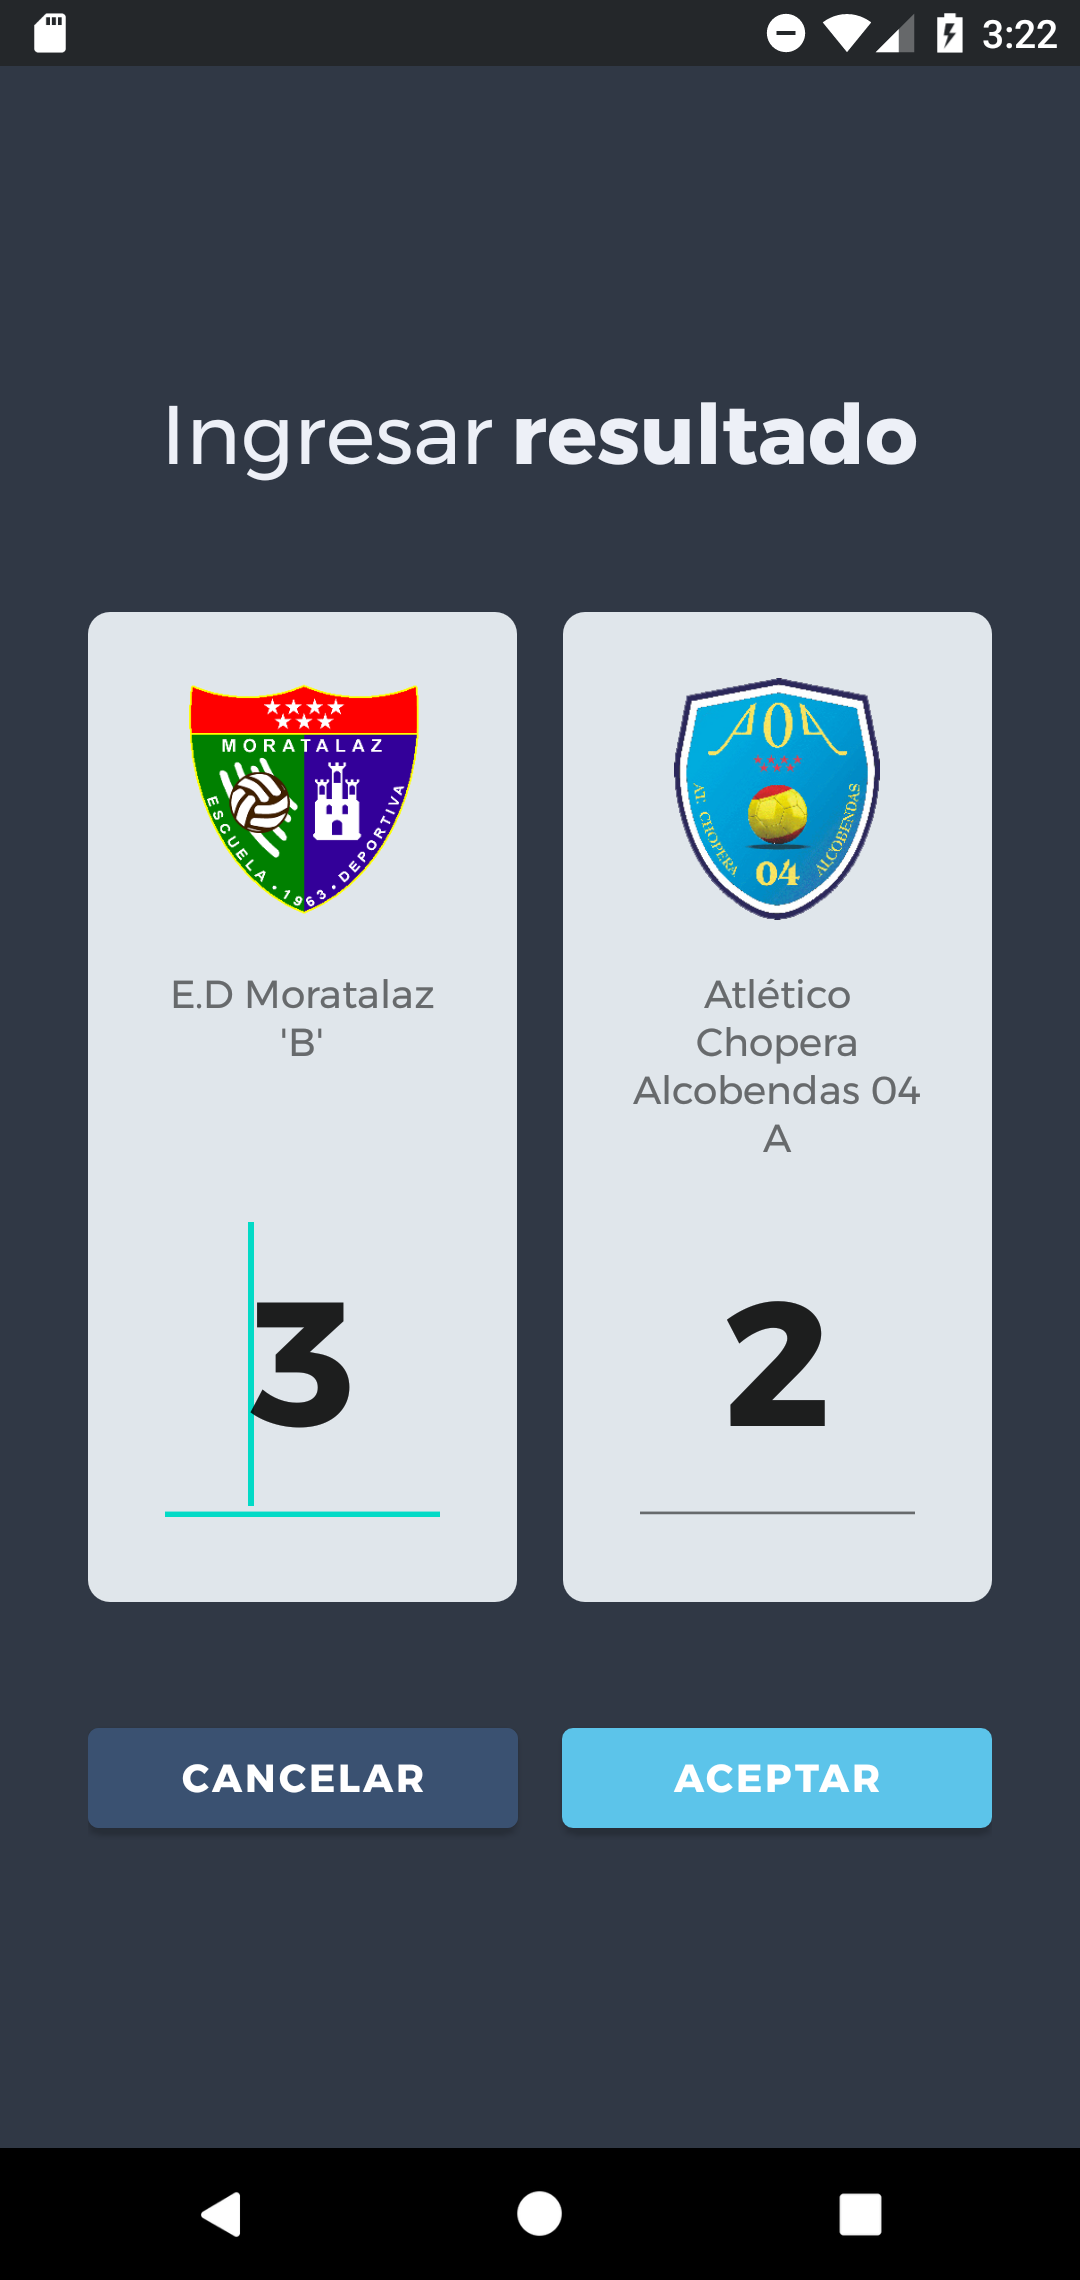 3:22
Ingresar resultado
MORATALAZ
ESCUELA • 1963 • DEPORTIVA
AOA
AT. CHOPERA
ALCOBENDAS
04
E.D Moratalaz
'B'
Atlético
Chopera
Alcobendas 04
A
3
2
CANCELAR
ACEPTAR